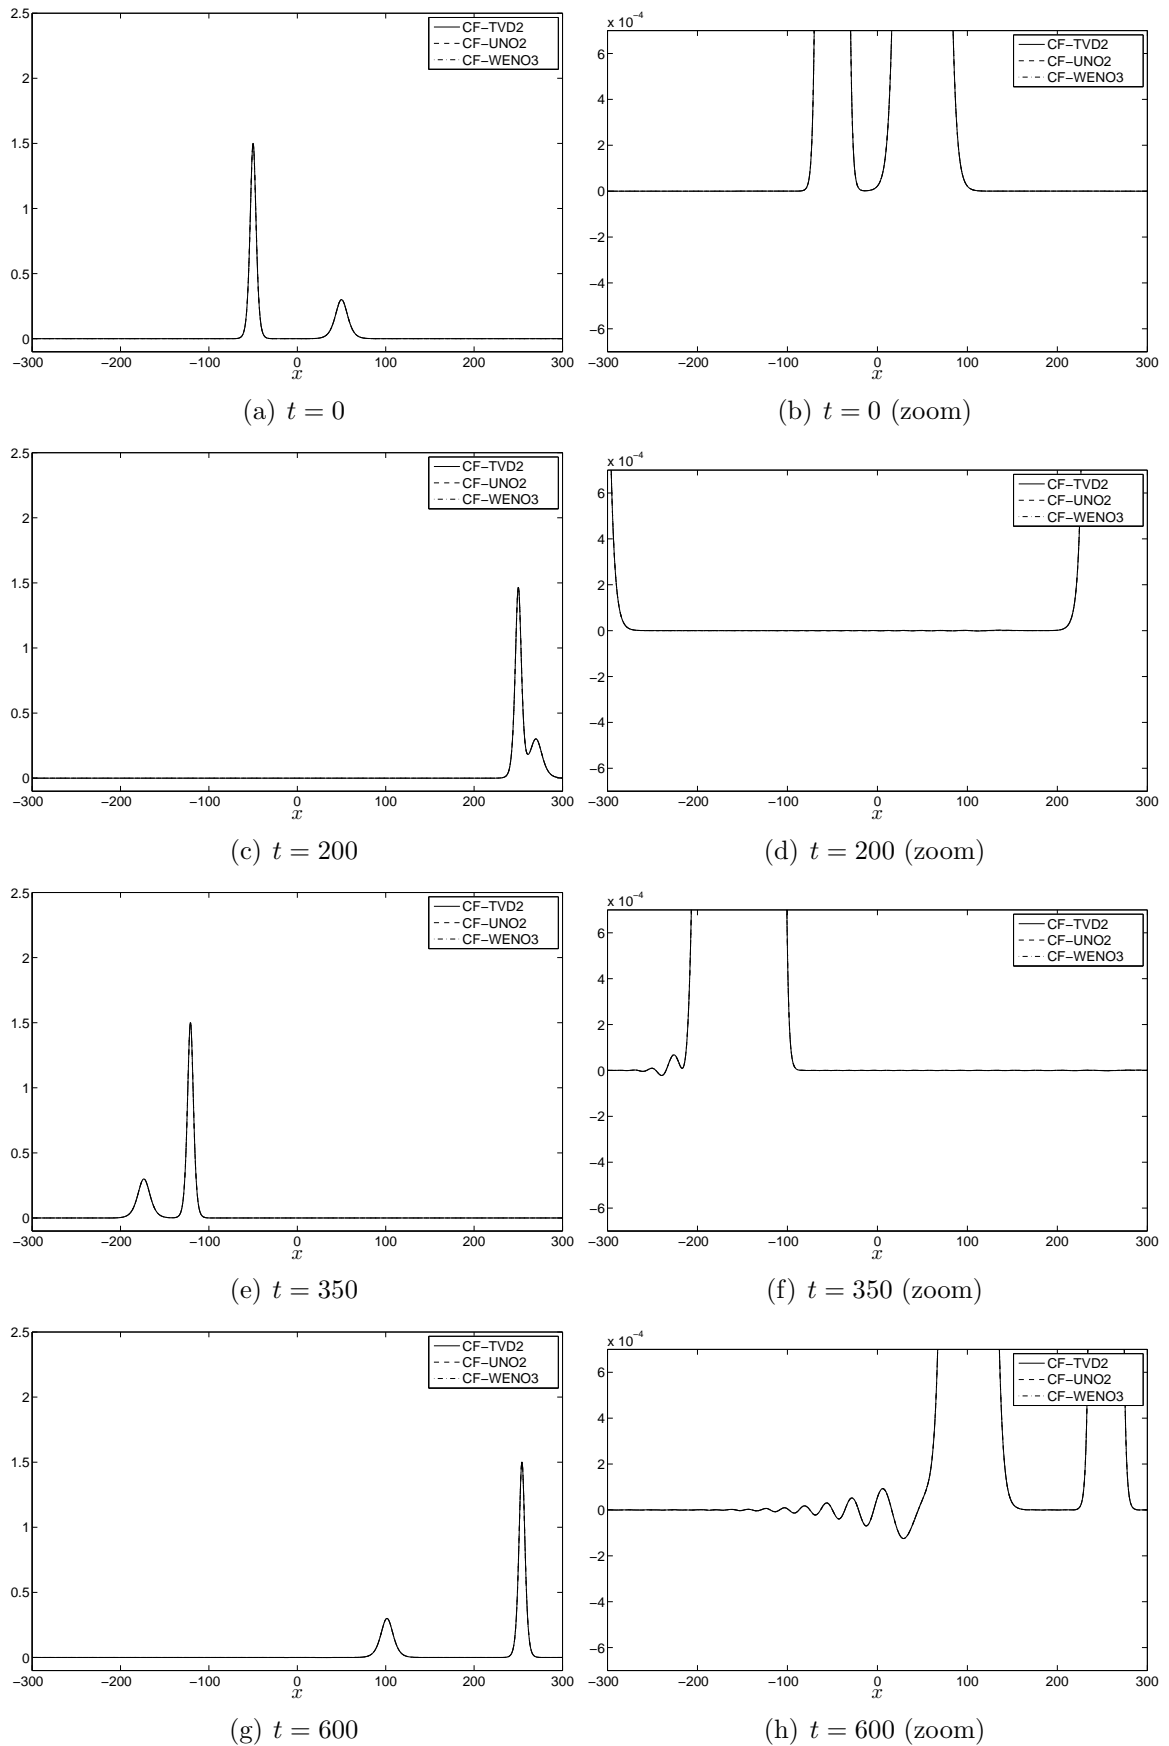 2.5
2
1.5
1
0.5
0
−300 −200 −100 0 100 200 300
x
CF−TVD2
CF−UNO2
CF−WENO3
(a) t = 0
x 10⁻⁴
6
4
2
0
−2
−4
−6
−300 −200 −100 0 100 200 300
x
CF−TVD2
CF−UNO2
CF−WENO3
(b) t = 0 (zoom)
2.5
2
1.5
1
0.5
0
−300 −200 −100 0 100 200 300
x
CF−TVD2
CF−UNO2
CF−WENO3
(c) t = 200
x 10⁻⁴
6
4
2
0
−2
−4
−6
−300 −200 −100 0 100 200 300
x
CF−TVD2
CF−UNO2
CF−WENO3
(d) t = 200 (zoom)
2.5
2
1.5
1
0.5
0
−300 −200 −100 0 100 200 300
x
CF−TVD2
CF−UNO2
CF−WENO3
(e) t = 350
x 10⁻⁴
6
4
2
0
−2
−4
−6
−300 −200 −100 0 100 200 300
x
CF−TVD2
CF−UNO2
CF−WENO3
(f) t = 350 (zoom)
2.5
2
1.5
1
0.5
0
−300 −200 −100 0 100 200 300
x
CF−TVD2
CF−UNO2
CF−WENO3
(g) t = 600
x 10⁻⁴
6
4
2
0
−2
−4
−6
−300 −200 −100 0 100 200 300
x
CF−TVD2
CF−UNO2
CF−WENO3
(h) t = 600 (zoom)